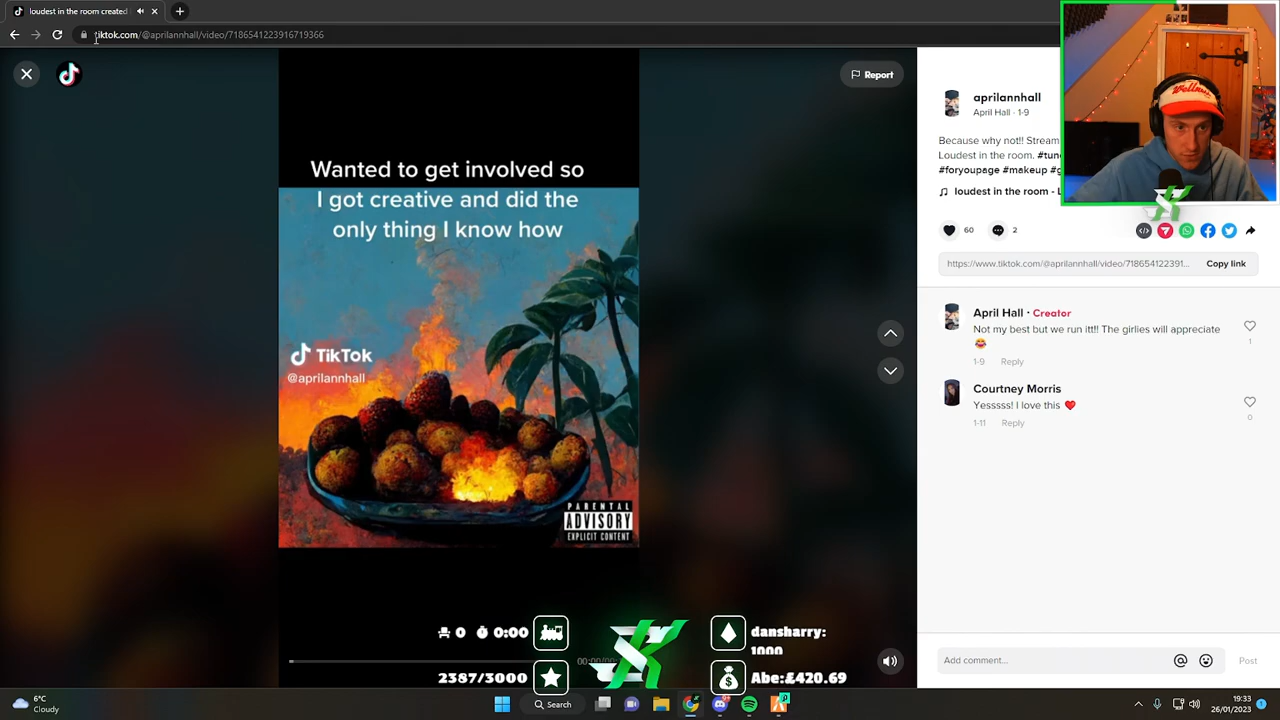 loudest in the room created
tiktok.com/@aprilannhall/video/7186541223916719366
Report
Wanted to get involved so
I got creative and did the
only thing I know how
TikTok
@aprilannhall
PARENTAL
ADVISORY
EXPLICIT CONTENT
0
0:00
2387/3000
dansharry:
1000
Abe:£420.69
aprilannhall
April Hall · 1-9
Because why not!! Stream
Loudest in the room.
#foryoupage #makeup
loudest in the room -
60
2
https://www.tiktok.com/@aprilannhall/video/718654122391...
Copy link
April Hall · Creator
Not my best but we run itt!! The girlies will appreciate
😂
1
1-9
Reply
Courtney Morris
Yesssss! I love this ❤️
0
1-11
Reply
Add comment...
Post
6°C
Cloudy
Search
19:33
26/01/2023